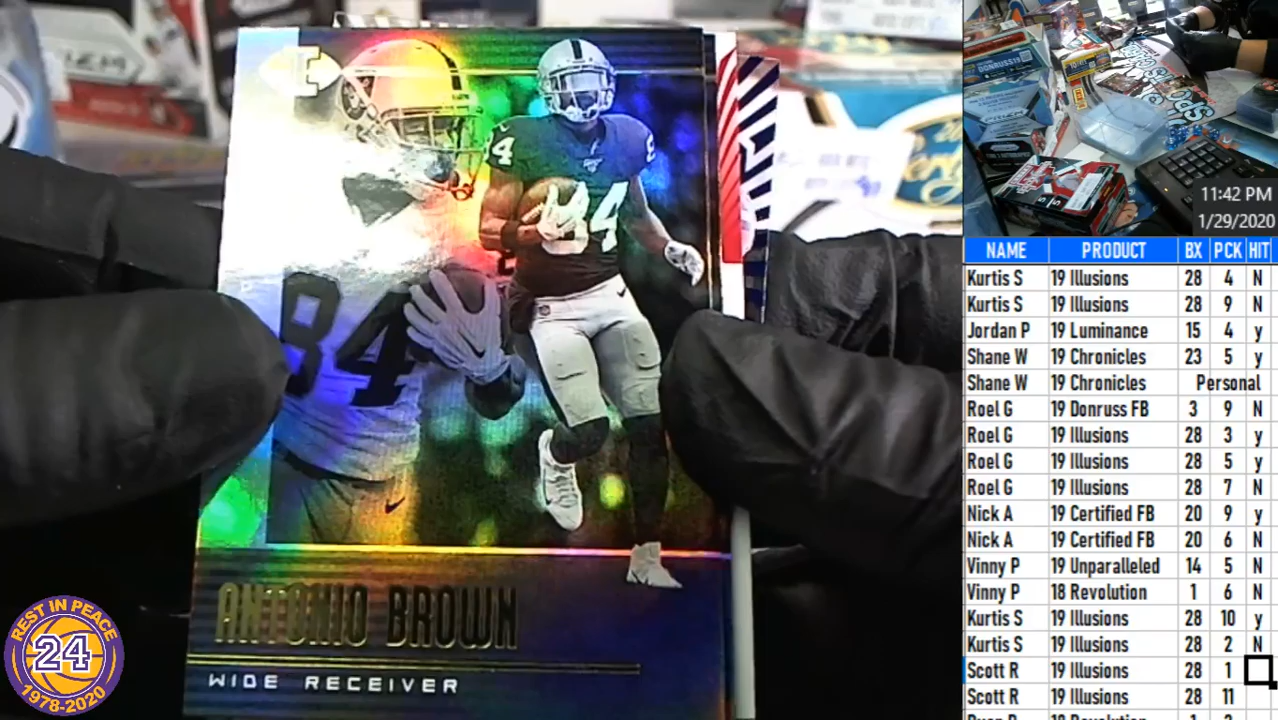 E
4
84
84
ANTONIO BROWN
WIDE RECEIVER
REST IN PEACE
24
1978-2020
DONRUSS
11:42 PM
1/29/2020
NAME PRODUCT BX PCK HIT
Kurtis S 19 Illusions 28 4 N
Kurtis S 19 Illusions 28 9 N
Jordan P 19 Luminance 15 4 y
Shane W 19 Chronicles 23 5 y
Shane W 19 Chronicles Personal
Roel G 19 Donruss FB 3 9 N
Roel G 19 Illusions 28 3 y
Roel G 19 Illusions 28 5 y
Roel G 19 Illusions 28 7 N
Nick A 19 Certified FB 20 9 y
Nick A 19 Certified FB 20 6 N
Vinny P 19 Unparalleled 14 5 N
Vinny P 18 Revolution 1 6 N
Kurtis S 19 Illusions 28 10 y
Kurtis S 19 Illusions 28 2 N
Scott R 19 Illusions 28 1
Scott R 19 Illusions 28 11